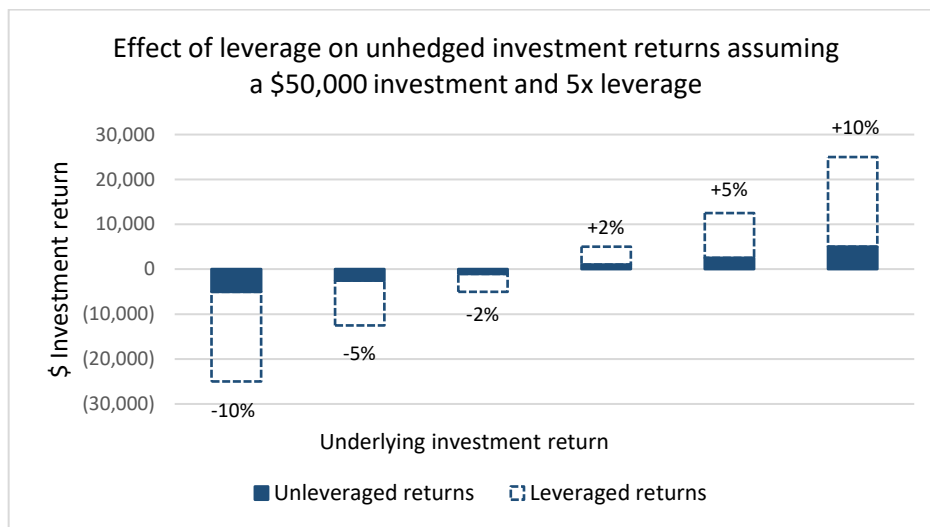 Effect of leverage on unhedged investment returns assuming
a $50,000 investment and 5x leverage
$ Investment return
30,000
20,000
10,000
0
(10,000)
(20,000)
(30,000)
-10%
-5%
-2%
+2%
+5%
+10%
Underlying investment return
Unleveraged returns
Leveraged returns